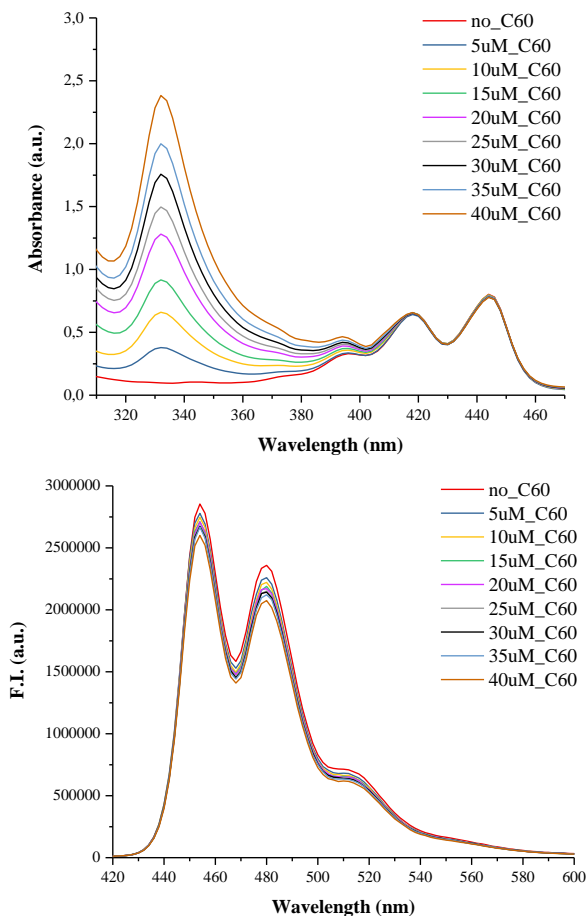 3,0
2,5
2,0
1,5
1,0
0,5
0,0
Absorbance (a.u.)
320 340 360 380 400 420 440 460
Wavelength (nm)
no_C60
5uM_C60
10uM_C60
15uM_C60
20uM_C60
25uM_C60
30uM_C60
35uM_C60
40uM_C60
3000000
2500000
2000000
1500000
1000000
500000
0
F.I. (a.u.)
420 440 460 480 500 520 540 560 580 600
Wavelength (nm)
no_C60
5uM_C60
10uM_C60
15uM_C60
20uM_C60
25uM_C60
30uM_C60
35uM_C60
40uM_C60